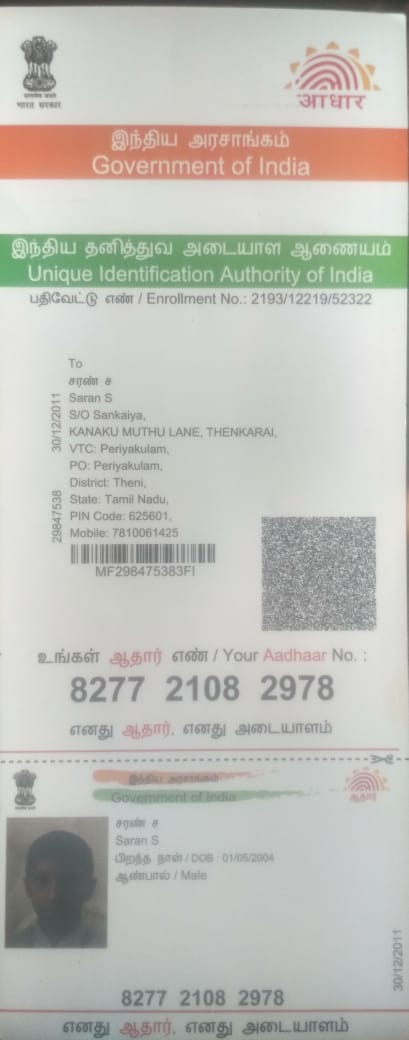 भारत सरकार
आधार
இந்திய அரசாங்கம்
Government of India
இந்திய தனித்துவ அடையாள ஆணையம்
Unique Identification Authority of India
பதிவேட்டு எண் / Enrollment No.: 2193/12219/52322
To
சரண் ச
Saran S
S/O Sankaiya,
KANAKU MUTHU LANE, THENKARAI,
VTC: Periyakulam,
PO: Periyakulam,
District: Theni,
State: Tamil Nadu,
PIN Code: 625601,
Mobile: 7810061425
29847538 30/12/2011
MF298475383FI
உங்கள் ஆதார் எண் / Your Aadhaar No. :
8277 2108 2978
எனது ஆதார், எனது அடையாளம்
இந்திய அரசாங்கம்
Government of India
ஆதார்
சரண் ச
Saran S
பிறந்த நாள் / DOB : 01/05/2004
ஆண்பால் / Male
30/12/2011
8277 2108 2978
எனது ஆதார், எனது அடையாளம்